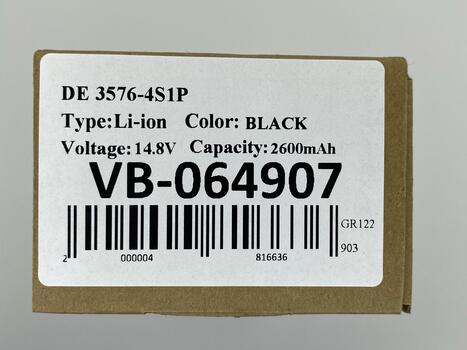 DE 3576-4S1P
Type:Li-ion Color: BLACK
Voltage: 14.8V Capacity: 2600mAh
VB-064907
GR122
903
2 000004 816636